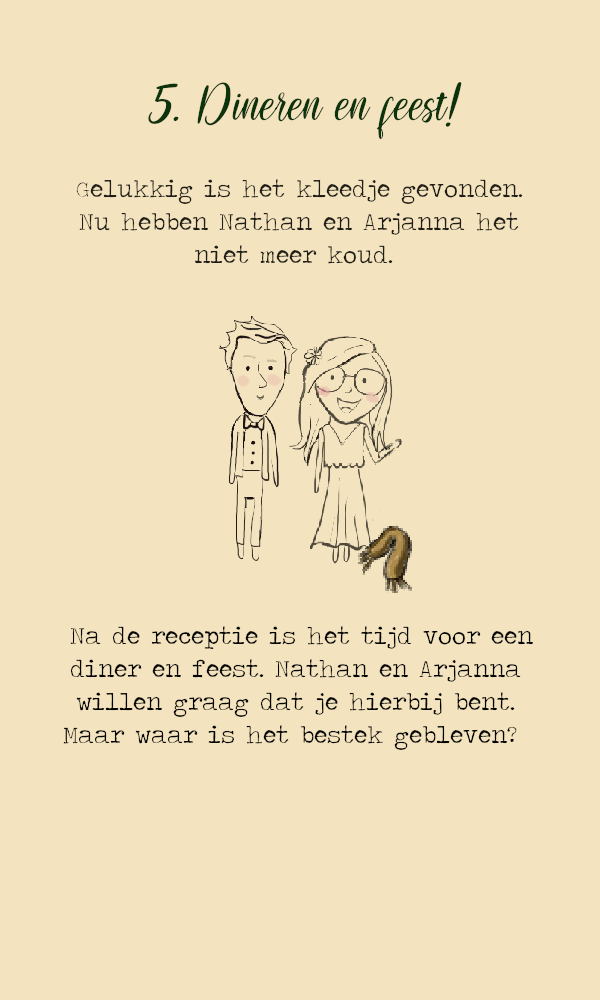 5. Dineren en feest!
Gelukkig is het kleedje gevonden.
Nu hebben Nathan en Arjanna het
niet meer koud.
Na de receptie is het tijd voor een
diner en feest. Nathan en Arjanna
willen graag dat je hierbij bent.
Maar waar is het bestek gebleven?